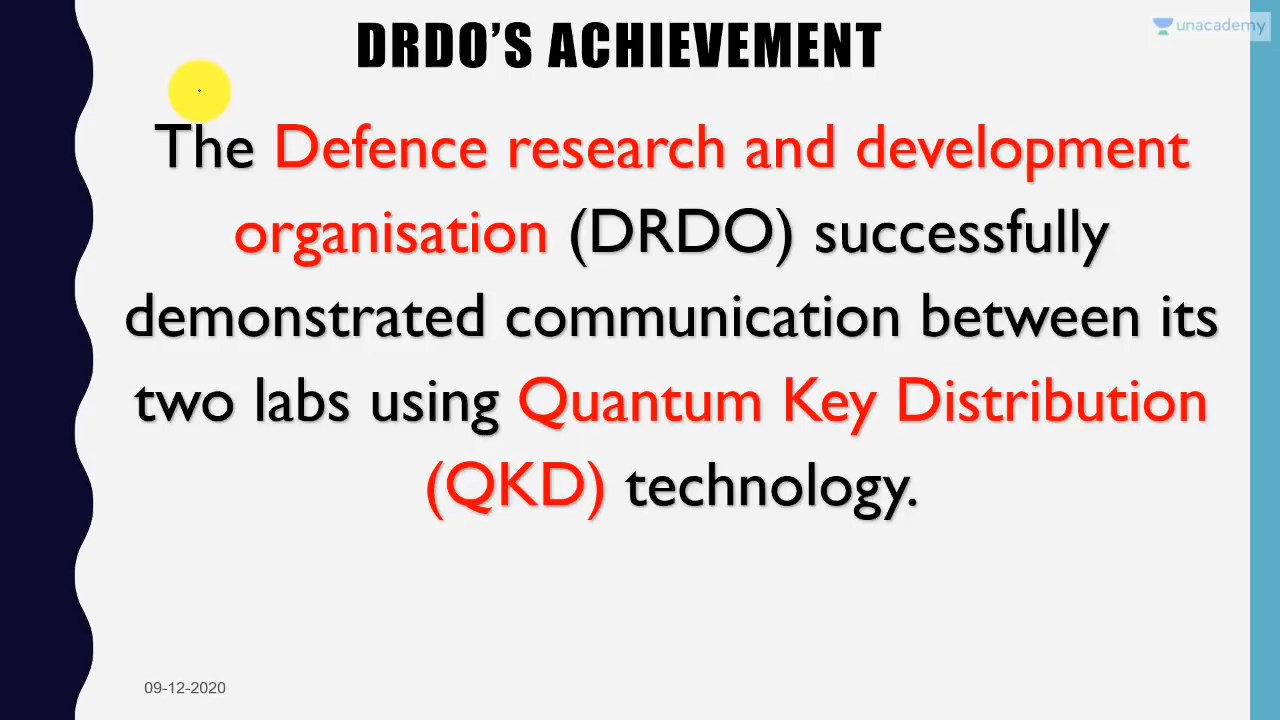 DRDO'S ACHIEVEMENT
unacademy
The Defence research and development
organisation (DRDO) successfully
demonstrated communication between its
two labs using Quantum Key Distribution
(QKD) technology.
09-12-2020